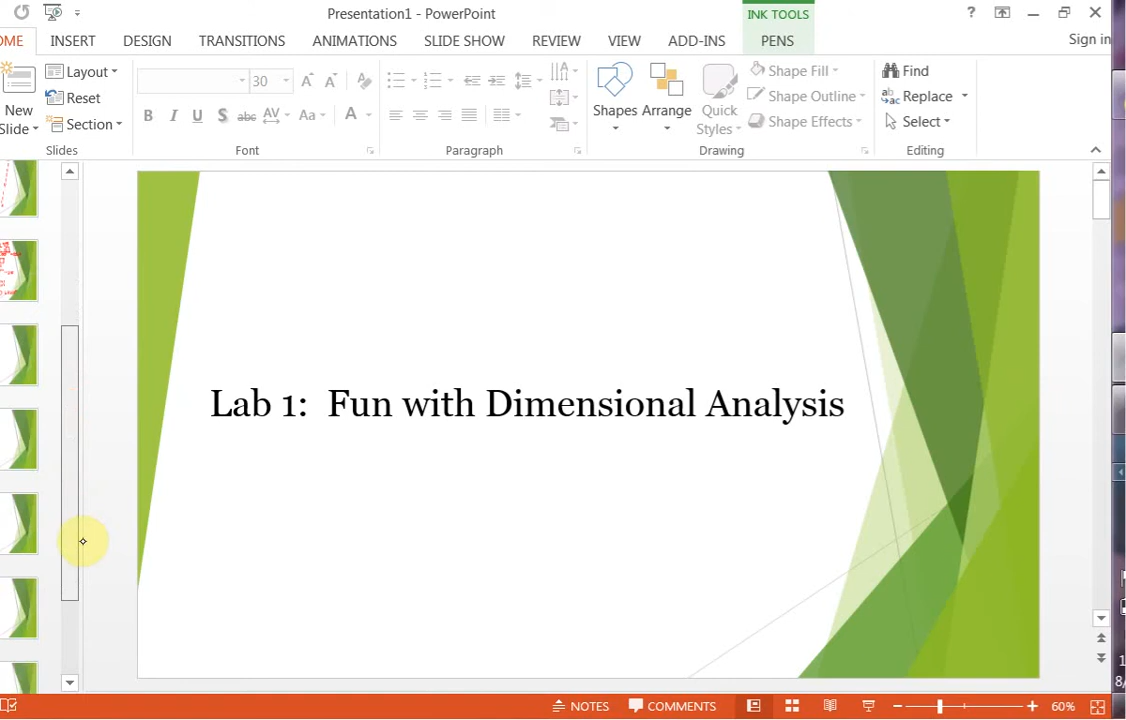 Presentation1 - PowerPoint
INK TOOLS
?
Sign in
OME INSERT DESIGN TRANSITIONS ANIMATIONS SLIDE SHOW REVIEW VIEW ADD-INS PENS
New
Slide
Layout
Reset
Section
30
B I U S abc AV Aa A
Shapes
Arrange
Quick
Styles
Shape Fill
Shape Outline
Shape Effects
Find
Replace
Select
Slides
Font
Paragraph
Drawing
Editing
Lab 1: Fun with Dimensional Analysis
NOTES
COMMENTS
60%